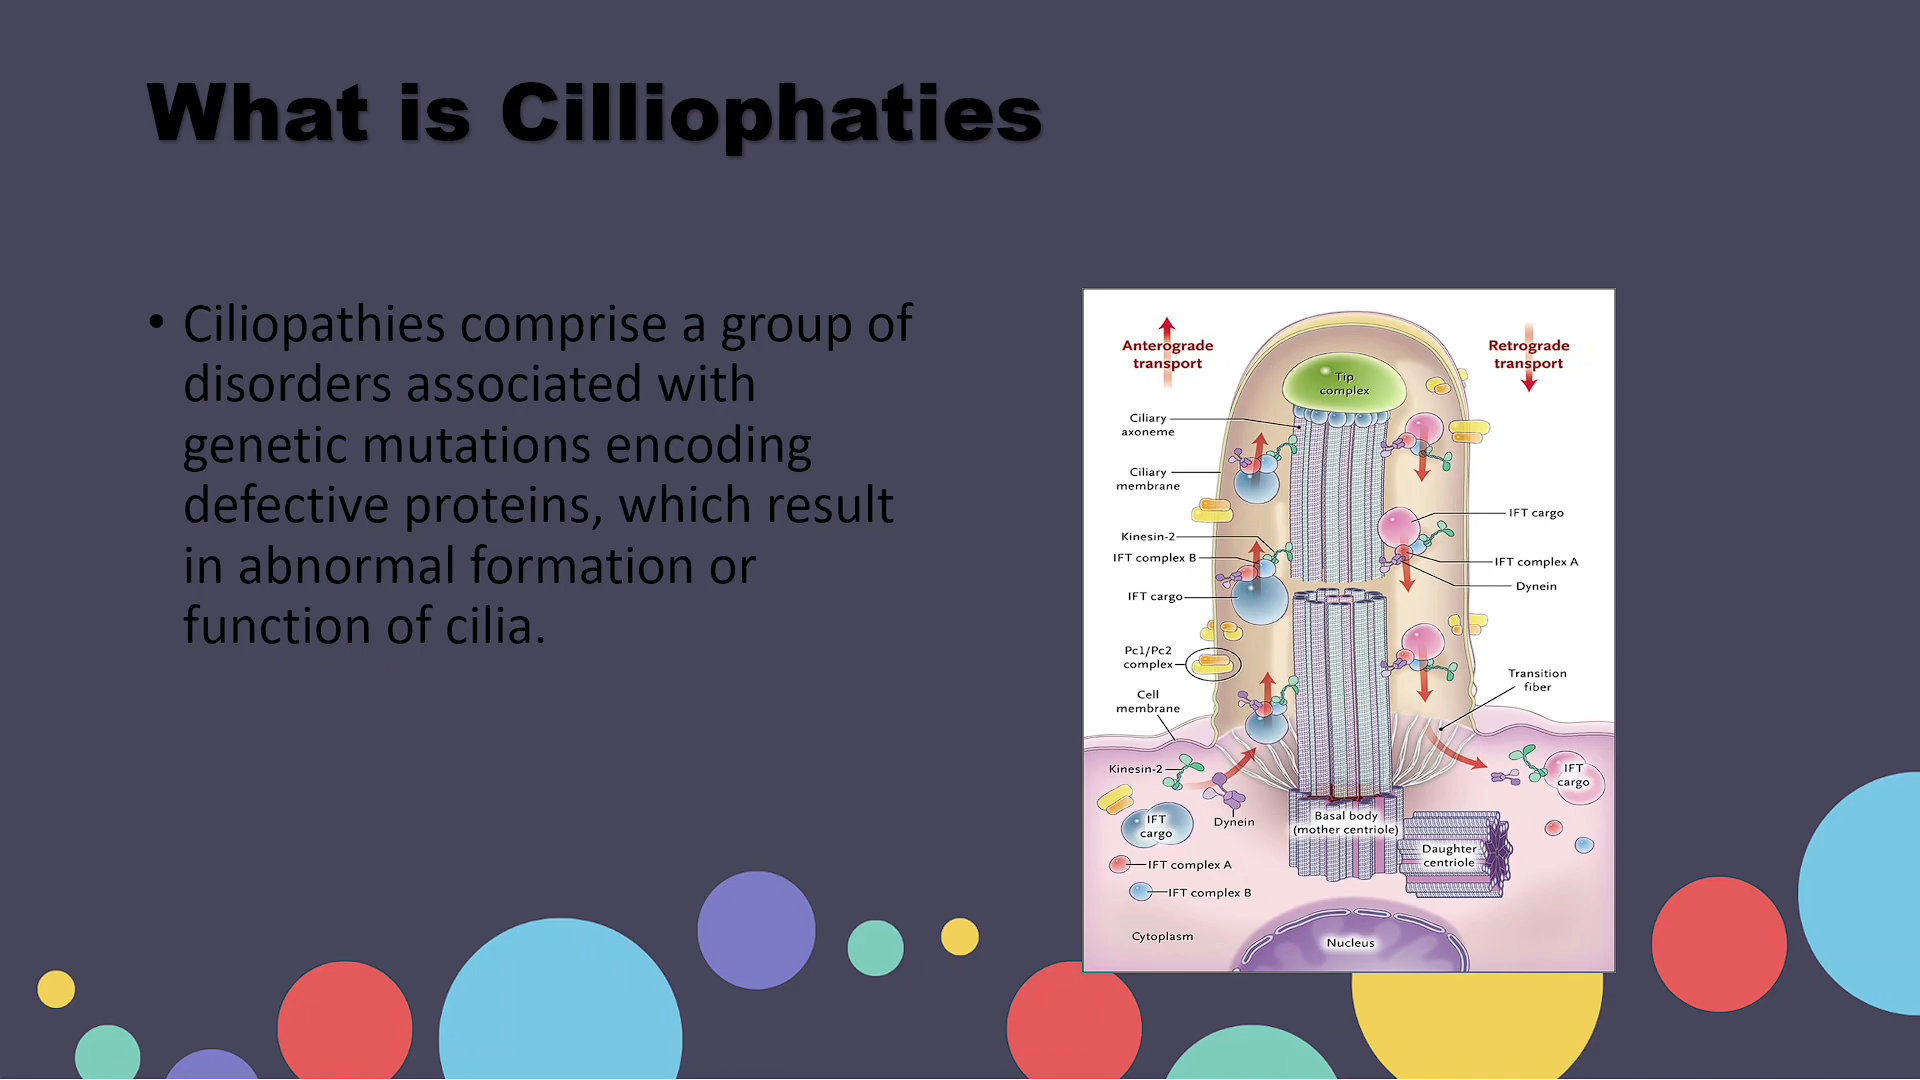 What is Cilliophaties
• Ciliopathies comprise a group of
disorders associated with
genetic mutations encoding
defective proteins, which result
in abnormal formation or
function of cilia.
Anterograde
transport
Retrograde
transport
Tip
complex
Ciliary
axoneme
Ciliary
membrane
Kinesin-2
IFT complex B
IFT cargo
Pc1/Pc2
complex
Cell
membrane
IFT cargo
IFT complex A
Dynein
Transition
fiber
Kinesin-2
IFT
cargo
Dynein
Basal body
(mother centriole)
Daughter
centriole
IFT
cargo
IFT complex A
IFT complex B
Cytoplasm
Nucleus